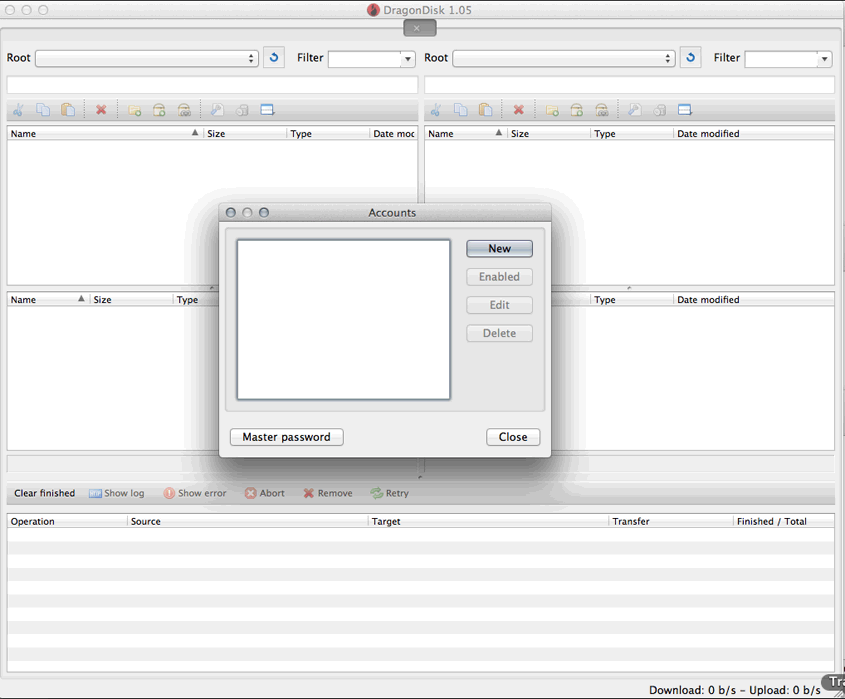 DragonDisk 1.05
Root Filter Root Filter
Name Size Type Date mod Name Size Type Date modified
Accounts
New
Enabled
Name Size Type Type Date modified
Edit
Delete
Master password Close
Clear finished Show log Show error Abort Remove Retry
Operation Source Target Transfer Finished / Total
Download: 0 b/s – Upload: 0 b/s